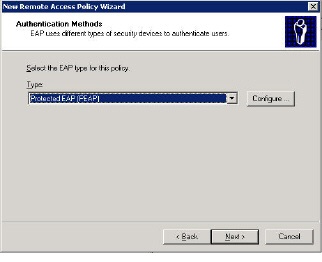 New Remote Access Policy Wizard
Authentication Methods
EAP uses different types of security devices to authenticate users.
Select the EAP type for this policy.
Type:
Protected EAP (PEAP)
Configure ...
< Back
Next >
Cancel